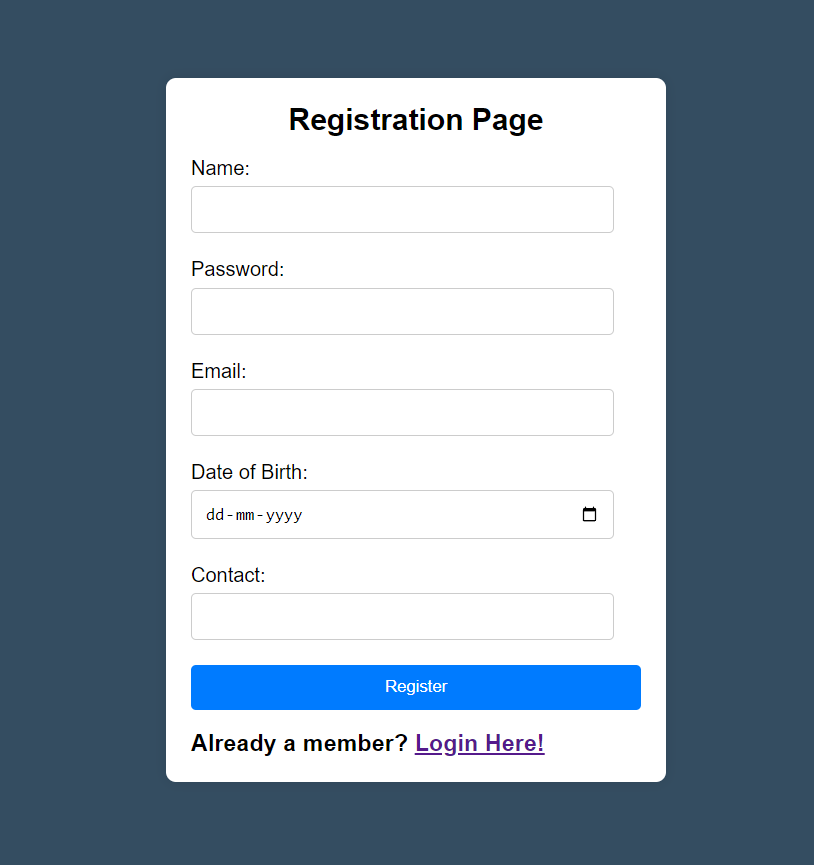 Registration Page
Name:
Password:
Email:
Date of Birth:
dd-mm-yyyy
Contact:
Register
Already a member? Login Here!